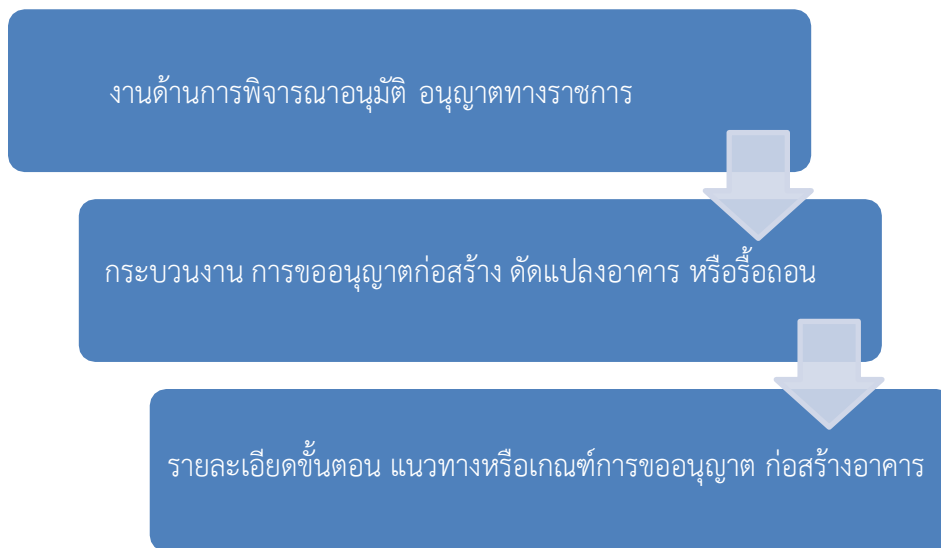 งานด้านการพิจารณาอนุมัติ อนุญาตทางราชการ
กระบวนงาน การขออนุญาตก่อสร้าง ดัดแปลงอาคาร หรือรื้อถอน
รายละเอียดขั้นตอน แนวทางหรือเกณฑ์การขออนุญาต ก่อสร้างอาคาร